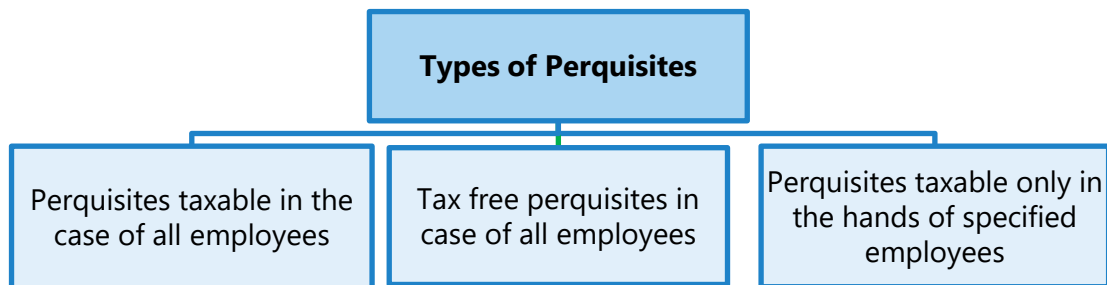 Types of Perquisites
Perquisites taxable in the
case of all employees
Tax free perquisites in
case of all employees
Perquisites taxable only in
the hands of specified
employees